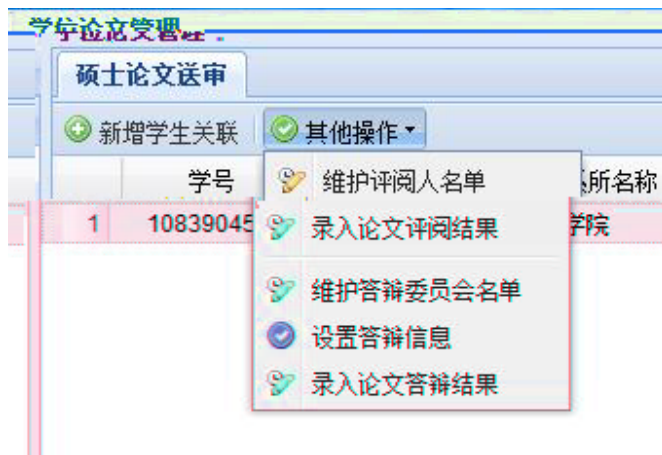 学位论文管理
硕士论文送审
新增学生关联 其他操作
学号 系所名称
1 10839045 学院
维护评阅人名单
录入论文评阅结果
维护答辩委员会名单
设置答辩信息
录入论文答辩结果